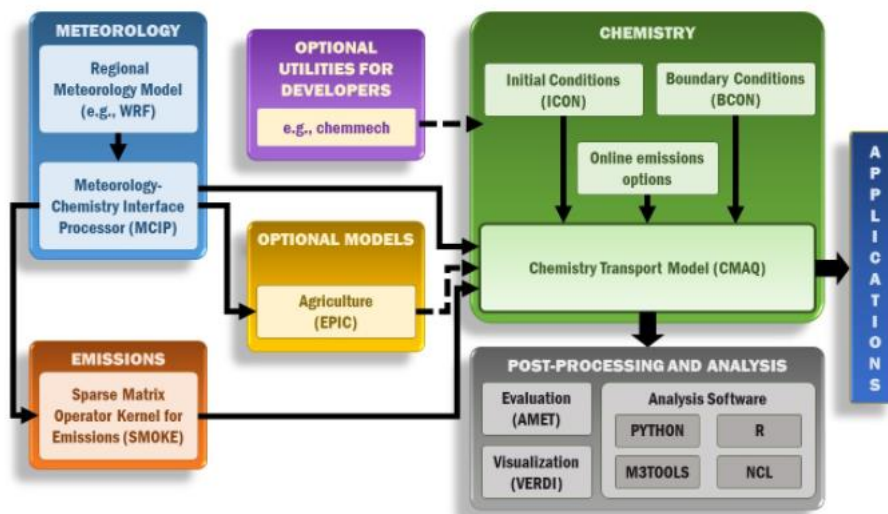 METEOROLOGY
Regional
Meteorology Model
(e.g., WRF)
Meteorology-
Chemistry Interface
Processor (MCIP)
OPTIONAL
UTILITIES FOR
DEVELOPERS
e.g., chemmech
OPTIONAL MODELS
Agriculture
(EPIC)
EMISSIONS
Sparse Matrix
Operator Kernel for
Emissions (SMOKE)
CHEMISTRY
Initial Conditions
(ICON)
Boundary Conditions
(BCON)
Online emissions
options
Chemistry Transport Model (CMAQ)
POST-PROCESSING AND ANALYSIS
Evaluation
(AMET)
Visualization
(VERDI)
Analysis Software
PYTHON
R
M3TOOLS
NCL
APPLICATIONS